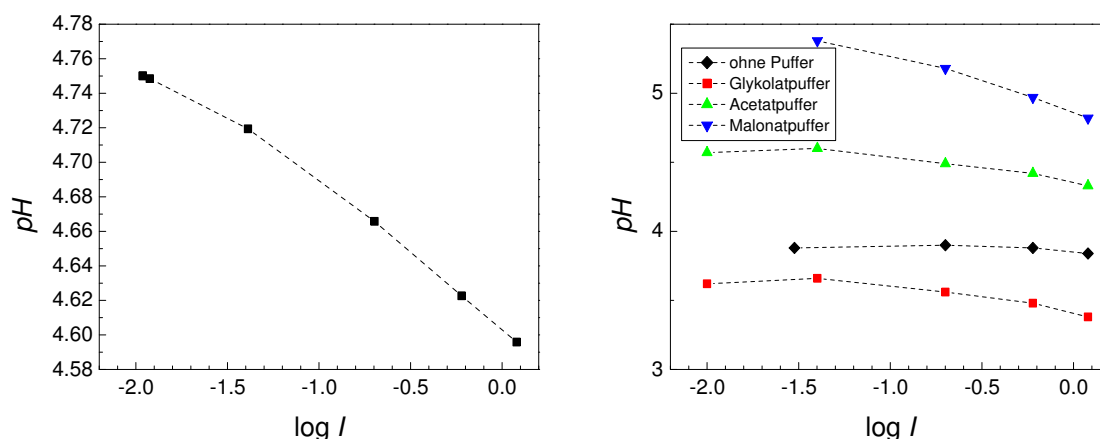 4.78
4.76
4.74
4.72
4.70
4.68
4.66
4.64
4.62
4.60
4.58
pH
-2.0 -1.5 -1.0 -0.5 0.0
log I
ohne Puffer
Glykolatpuffer
Acetatpuffer
Malonatpuffer
5
4
3
pH
-2.0 -1.5 -1.0 -0.5 0.0
log I